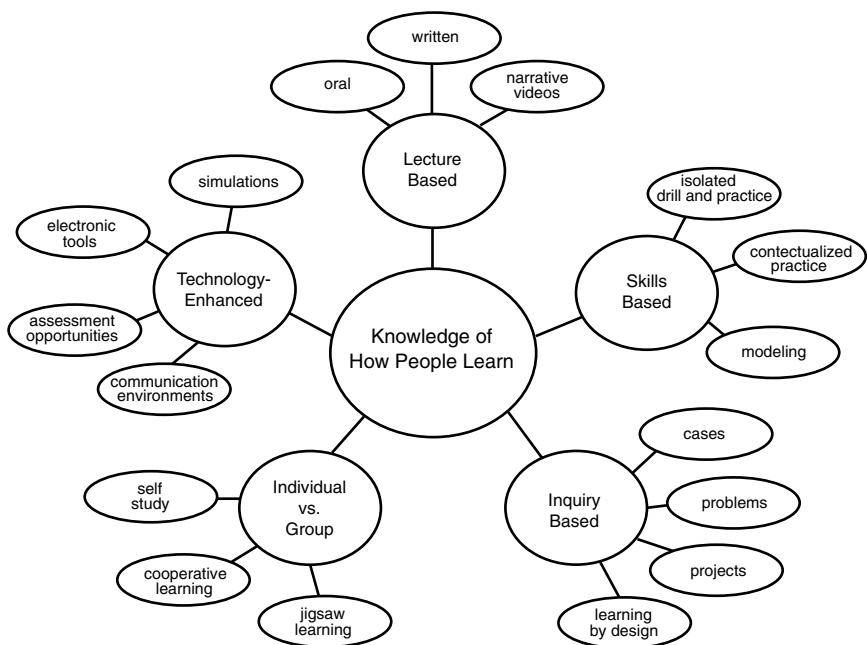 written
oral
narrative
videos
Lecture
Based
simulations
electronic
tools
Technology-
Enhanced
assessment
opportunities
communication
environments
isolated
drill and practice
contectualized
practice
Skills
Based
modeling
Knowledge of
How People Learn
cases
Inquiry
Based
problems
projects
learning
by design
Individual
vs.
Group
self
study
cooperative
learning
jigsaw
learning